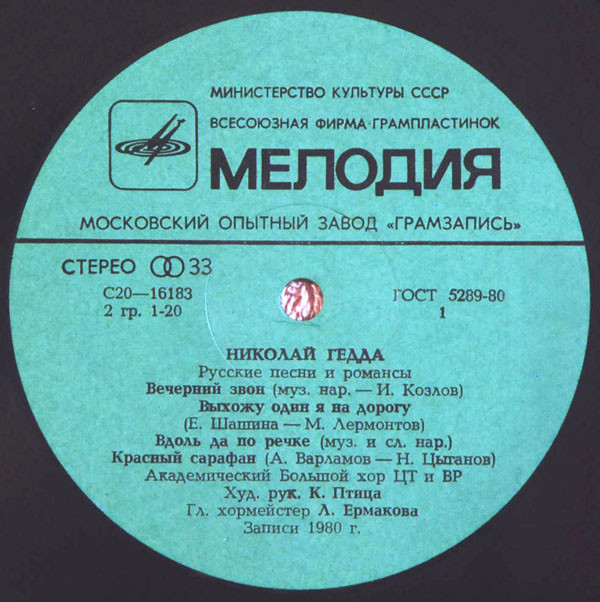 МИНИСТЕРСТВО КУЛЬТУРЫ СССР
ВСЕСОЮЗНАЯ ФИРМА·ГРАМПЛАСТИНОК
МЕЛОДИЯ
МОСКОВСКИЙ ОПЫТНЫЙ ЗАВОД «ГРАМЗАПИСЬ»
СТЕРЕО 33
С20—16183
2 гр. 1-20
ГОСТ 5289-80
1
НИКОЛАЙ ГЕДДА
Русские песни и романсы
Вечерний звон (муз. нар. — И. Козлов)
Выхожу один я на дорогу
(Е. Шашина — М. Лермонтов)
Вдоль да по речке (муз. и сл. нар.)
Красный сарафан (А. Варламов — Н. Цыганов)
Академический Большой хор ЦТ и ВР
Худ. рук. К. Птица
Гл. хормейстер Л. Ермакова
Записи 1980 г.